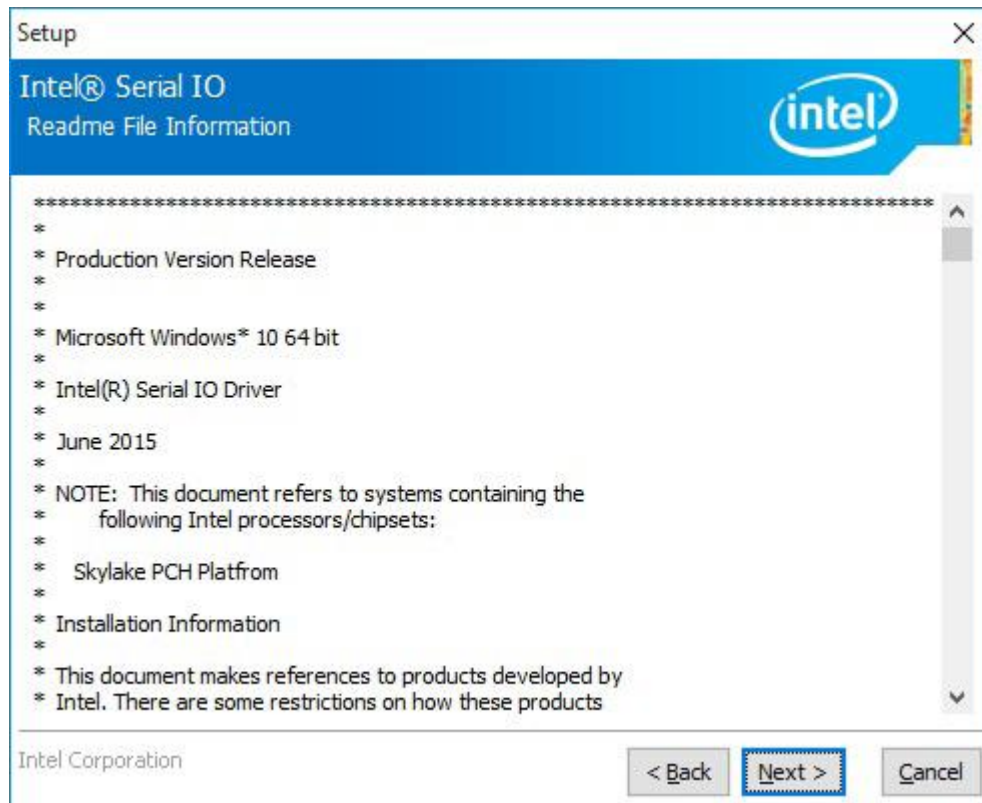 Setup
Intel® Serial IO
Readme File Information
intel
***************************************************************************
*
* Production Version Release
*
*
* Microsoft Windows* 10 64 bit
*
* Intel(R) Serial IO Driver
*
* June 2015
*
* NOTE: This document refers to systems containing the
* following Intel processors/chipsets:
*
* Skylake PCH Platfrom
*
* Installation Information
*
* This document makes references to products developed by
* Intel. There are some restrictions on how these products
Intel Corporation
< Back
Next >
Cancel